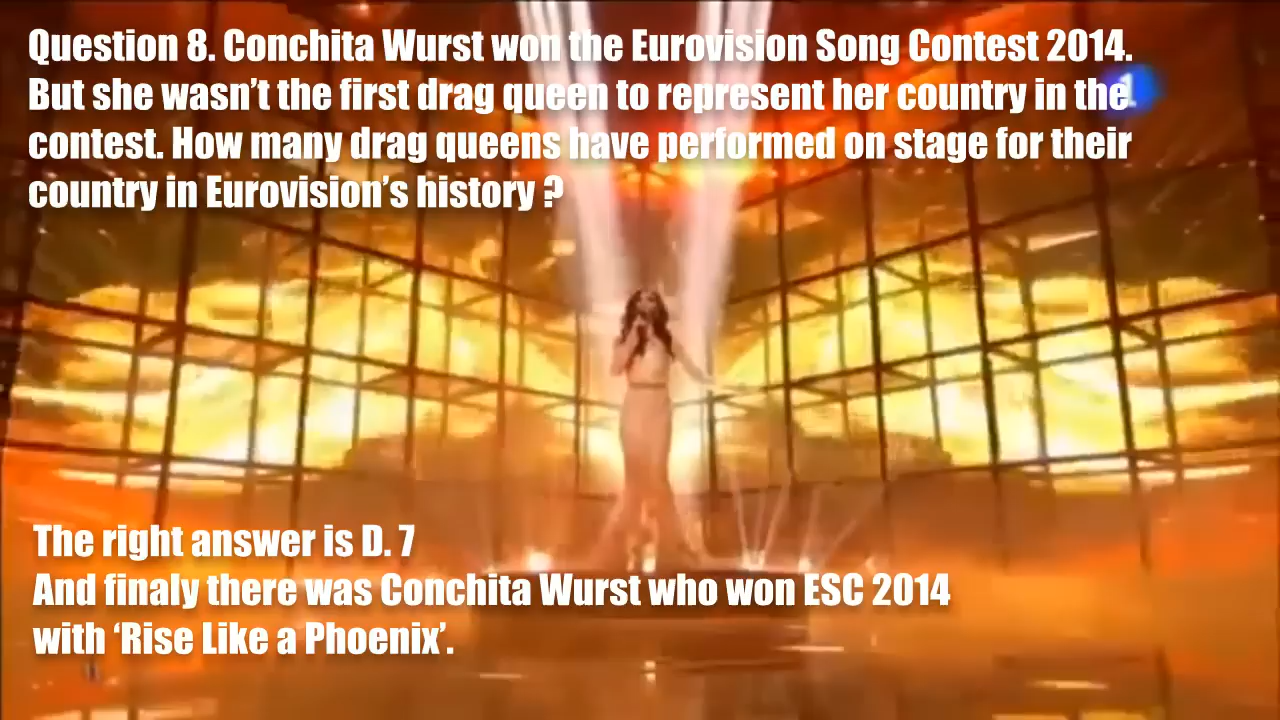 Question 8. Conchita Wurst won the Eurovision Song Contest 2014.
But she wasn't the first drag queen to represent her country in the
contest. How many drag queens have performed on stage for their
country in Eurovision's history ?
1
The right answer is D. 7
And finaly there was Conchita Wurst who won ESC 2014
with ‘Rise Like a Phoenix’.